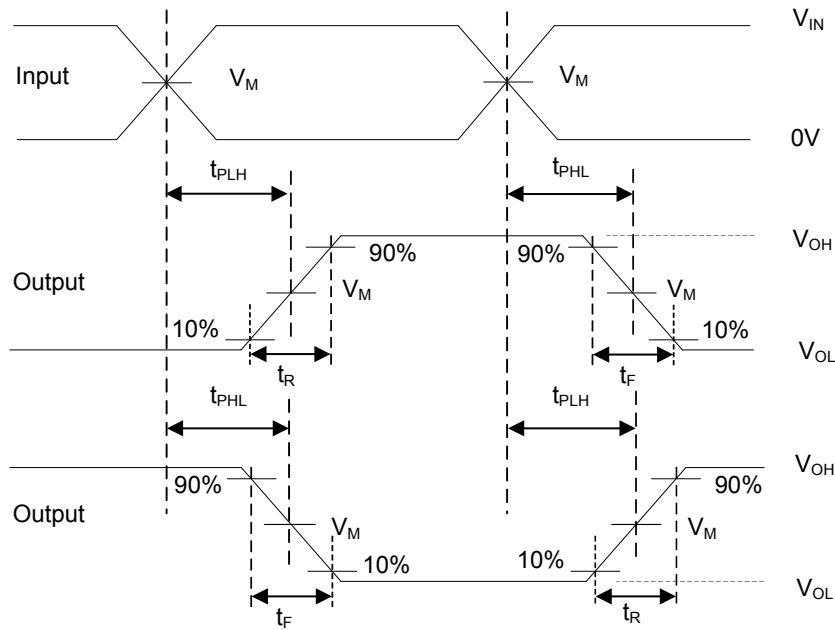 V_IN
Input V_M V_M
0V
t_PLH t_PHL
V_OH
90% 90%
Output V_M V_M
10% 10%
V_OL
t_R t_F
t_PHL t_PLH
V_OH
90% 90%
Output V_M V_M
10% 10%
V_OL
t_F t_R